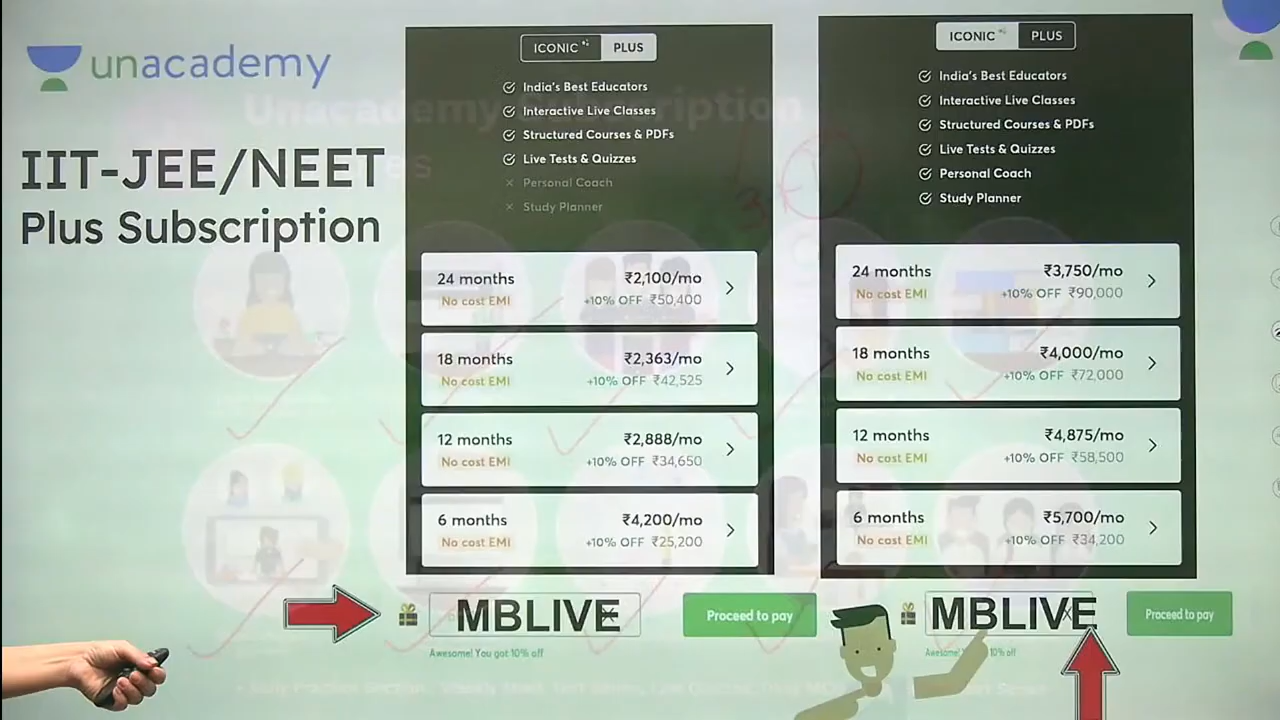 unacademy
IIT-JEE/NEET
Plus Subscription
ICONIC PLUS
India's Best Educators
Interactive Live Classes
Structured Courses & PDFs
Live Tests & Quizzes
Personal Coach
Study Planner
24 months ₹2,100/mo
No cost EMI +10% OFF ₹50,400
18 months ₹2,363/mo
No cost EMI +10% OFF ₹42,525
12 months ₹2,888/mo
No cost EMI +10% OFF ₹34,650
6 months ₹4,200/mo
No cost EMI +10% OFF ₹25,200
MBLIVE Proceed to pay
Awesome! You got 10% off
ICONIC PLUS
India's Best Educators
Interactive Live Classes
Structured Courses & PDFs
Live Tests & Quizzes
Personal Coach
Study Planner
24 months ₹3,750/mo
No cost EMI +10% OFF ₹90,000
18 months ₹4,000/mo
No cost EMI +10% OFF ₹72,000
12 months ₹4,875/mo
No cost EMI +10% OFF ₹58,500
6 months ₹5,700/mo
No cost EMI +10% OFF ₹34,200
MBLIVE Proceed to pay
Awesome! 10% off
Unacademy Subscription